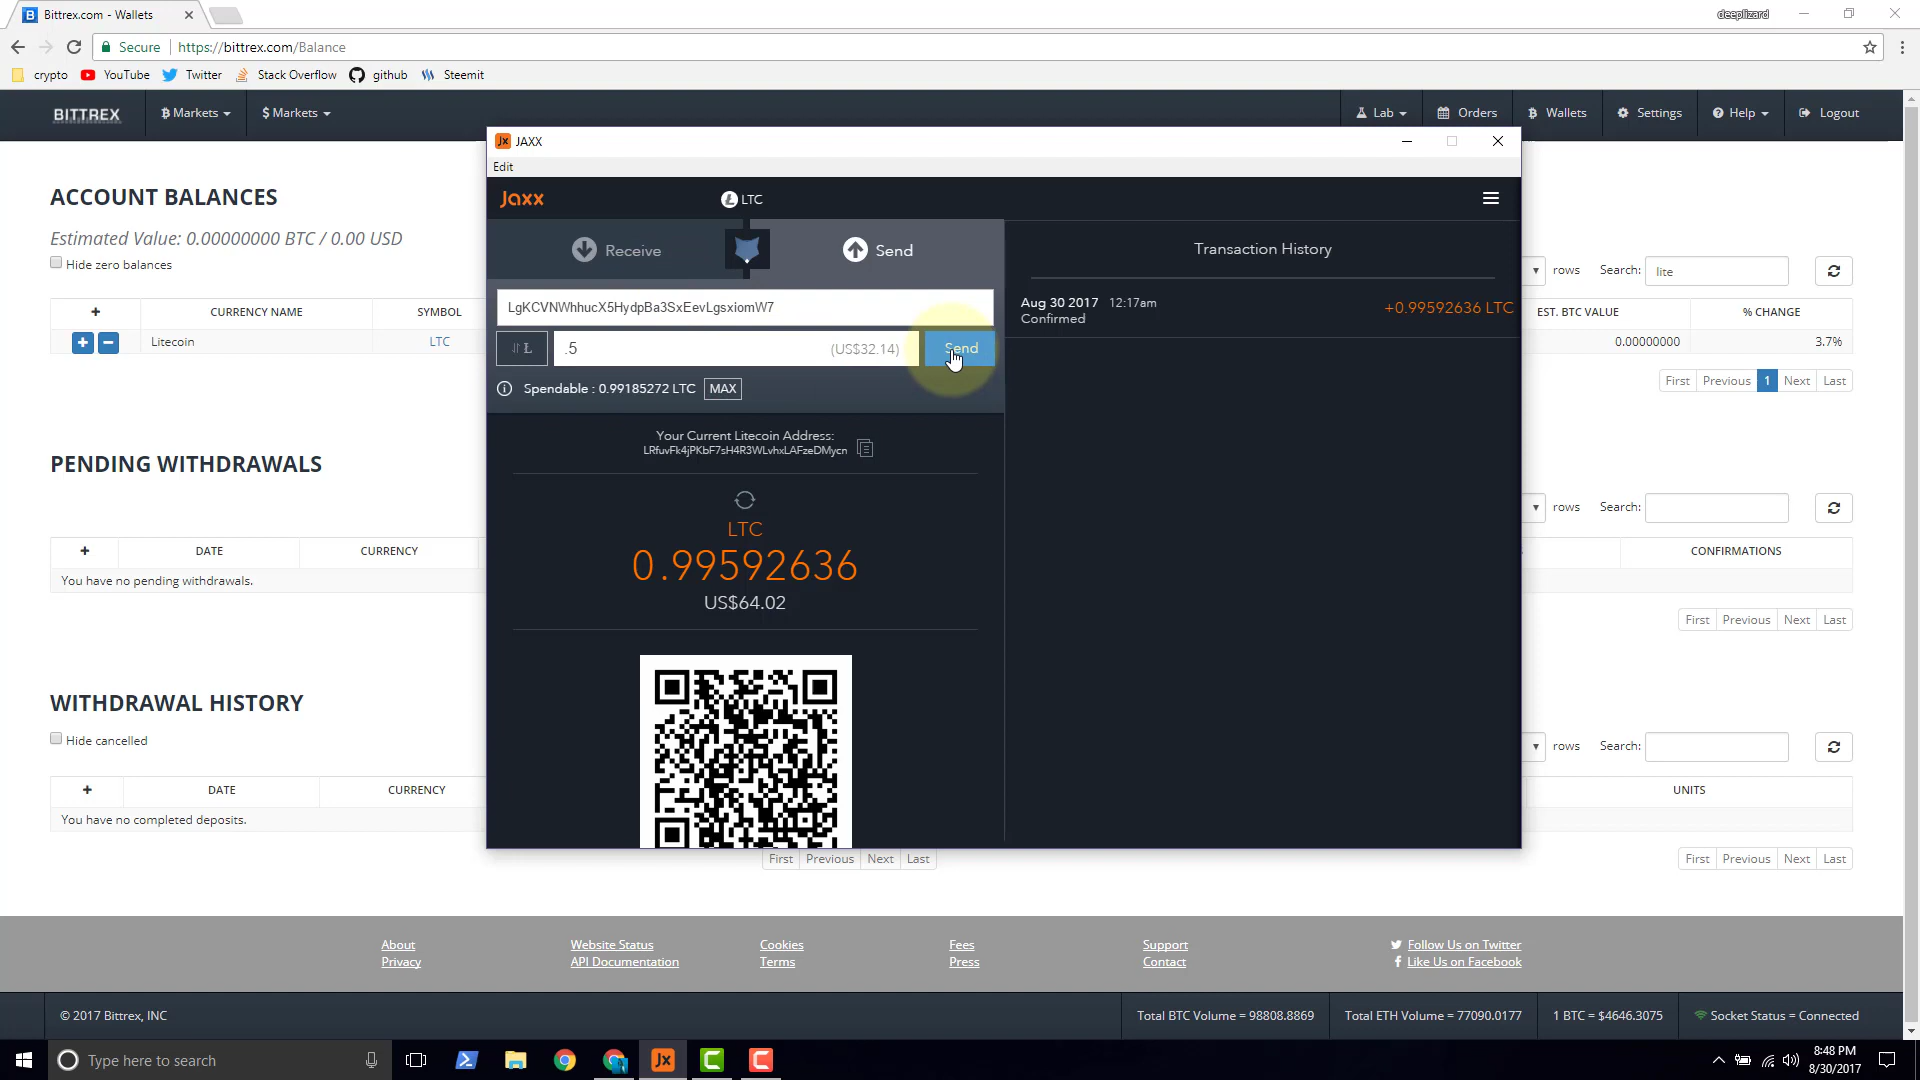 Bittrex.com - Wallets
deeplizard
Secure https://bittrex.com/Balance
crypto YouTube Twitter Stack Overflow github Steemit
BITTREX
Markets
$ Markets
Lab Orders Wallets Settings Help Logout
JAXX
Edit
Jaxx
LTC
Receive
Send
Transaction History
LgKCVNWhhucX5HydpBa3SxEevLgsxiomW7
Ł .5 (US$32.14) Send
Spendable : 0.99185272 LTC MAX
Aug 30 2017 12:17am
Confirmed
+0.99592636 LTC
Your Current Litecoin Address:
LRfuvFk4jPKbF7sH4R3WLvhxLAFzeDMycn
LTC
0.99592636
US$64.02
ACCOUNT BALANCES
Estimated Value: 0.00000000 BTC / 0.00 USD
Hide zero balances
rows Search: lite
+ CURRENCY NAME SYMBOL EST. BTC VALUE % CHANGE
+ − Litecoin LTC 0.00000000 3.7%
First Previous 1 Next Last
PENDING WITHDRAWALS
rows Search:
+ DATE CURRENCY CONFIRMATIONS
You have no pending withdrawals.
First Previous Next Last
WITHDRAWAL HISTORY
Hide cancelled
rows Search:
+ DATE CURRENCY UNITS
You have no completed deposits.
First Previous Next Last
First Previous Next Last
About Website Status Cookies Fees Support Follow Us on Twitter
Privacy API Documentation Terms Press Contact Like Us on Facebook
© 2017 Bittrex, INC
Total BTC Volume = 98808.8869
Total ETH Volume = 77090.0177
1 BTC = $4646.3075
Socket Status = Connected
Type here to search
Jx
8:48 PM
8/30/2017